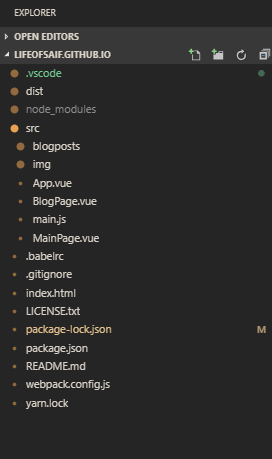 EXPLORER
OPEN EDITORS
LIFEOFSAIF.GITHUB.IO
.vscode
dist
node_modules
src
blogposts
img
App.vue
BlogPage.vue
main.js
MainPage.vue
.babelrc
.gitignore
index.html
LICENSE.txt
package-lock.json M
package.json
README.md
webpack.config.js
yarn.lock